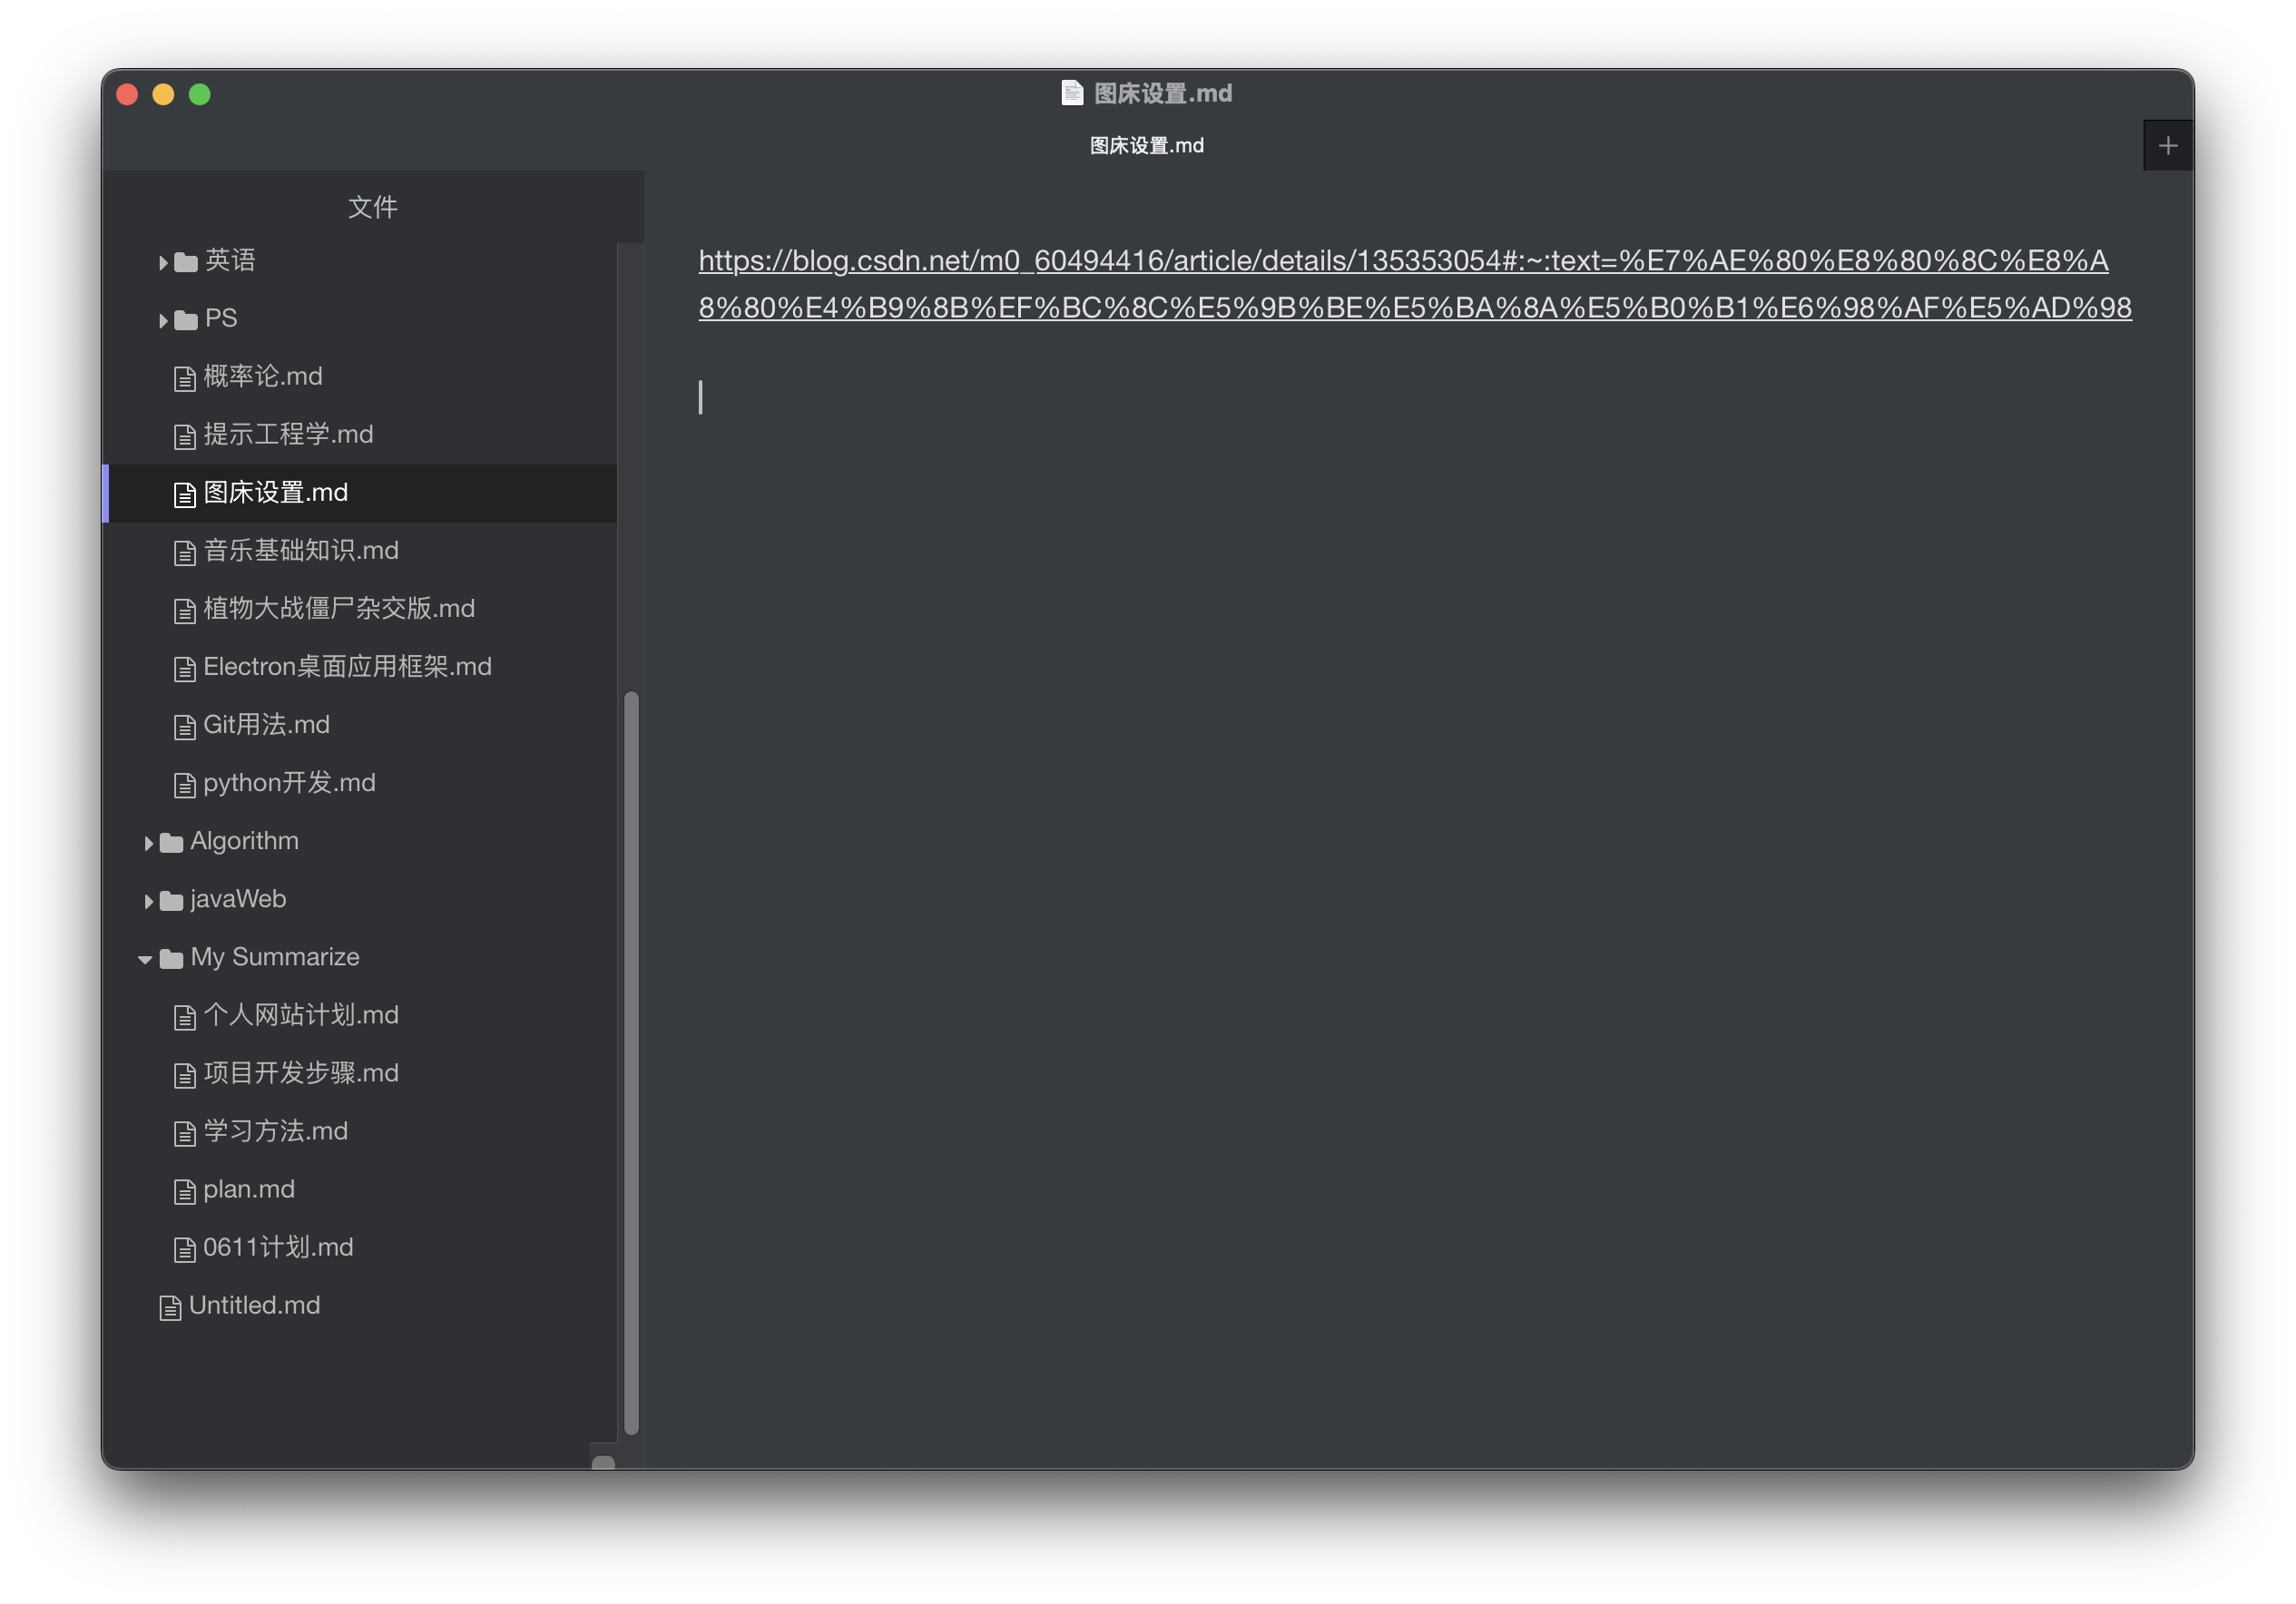 图床设置.md
图床设置.md
文件
英语
PS
概率论.md
提示工程学.md
图床设置.md
音乐基础知识.md
植物大战僵尸杂交版.md
Electron桌面应用框架.md
Git用法.md
python开发.md
Algorithm
javaWeb
My Summarize
个人网站计划.md
项目开发步骤.md
学习方法.md
plan.md
0611计划.md
Untitled.md
https://blog.csdn.net/m0_60494416/article/details/135353054#:~:text=%E7%AE%80%E8%80%8C%E8%A
8%80%E4%B9%8B%EF%BC%8C%E5%9B%BE%E5%BA%8A%E5%B0%B1%E6%98%AF%E5%AD%98